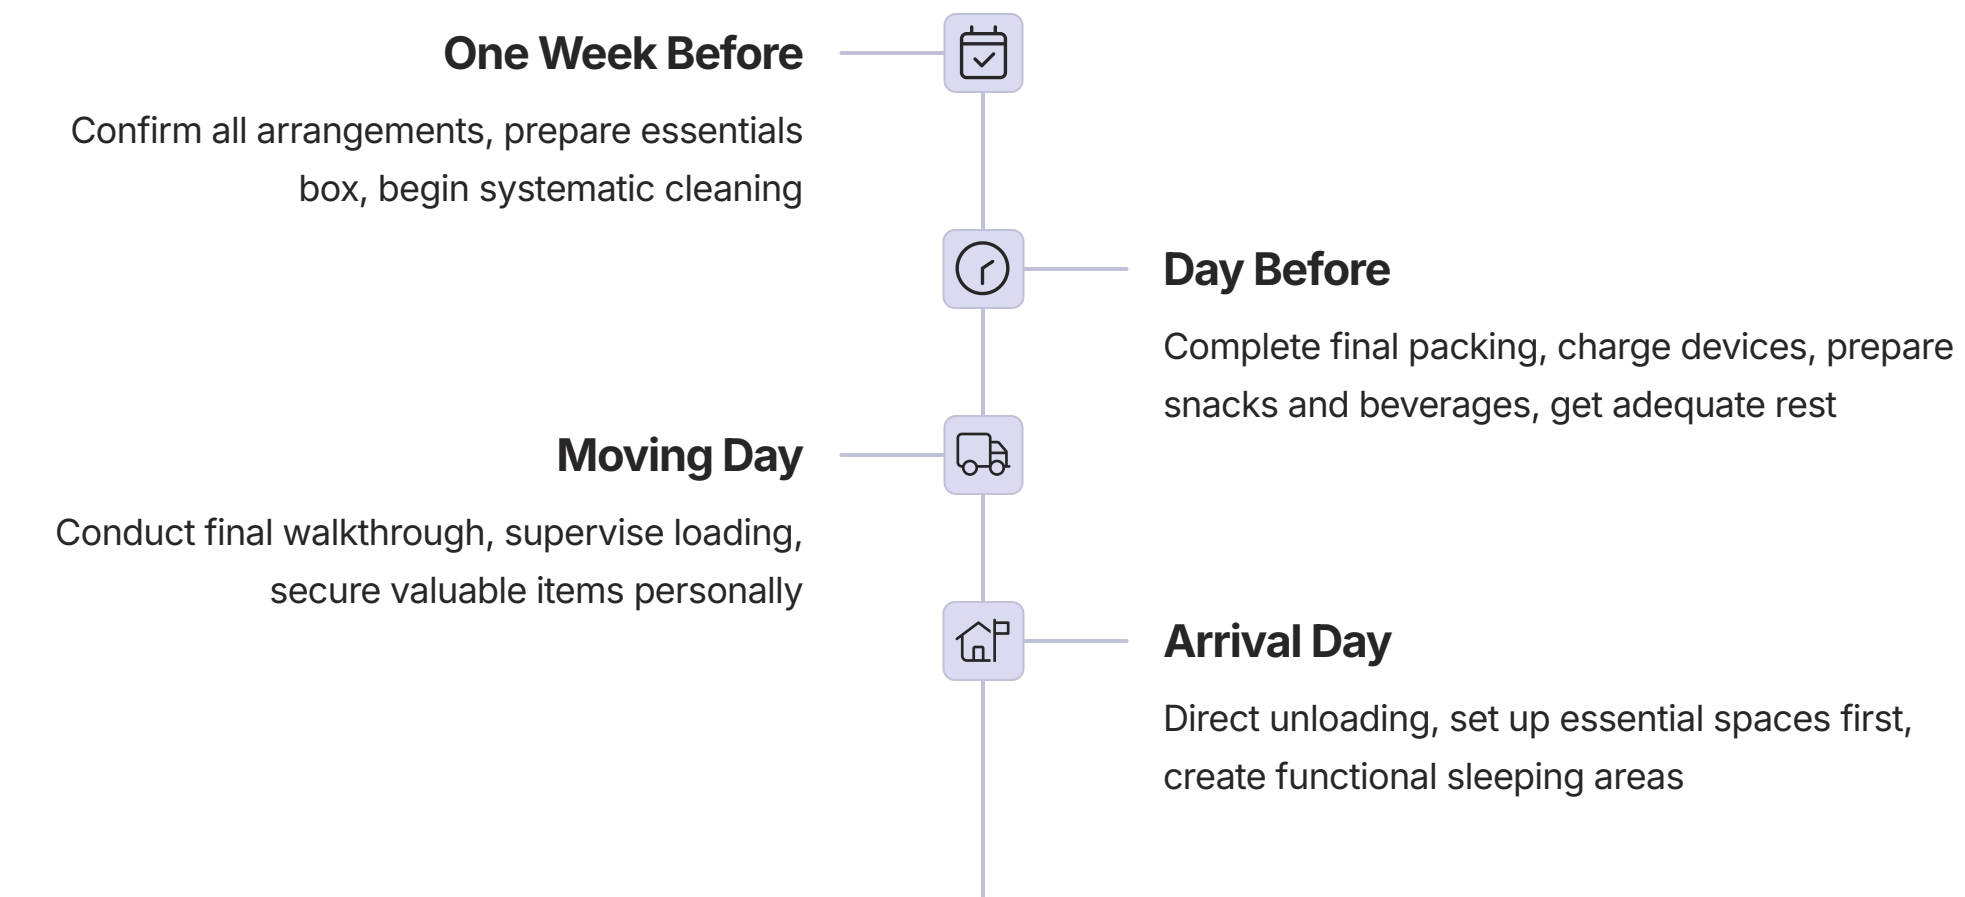 One Week Before
Confirm all arrangements, prepare essentials
box, begin systematic cleaning
Day Before
Complete final packing, charge devices, prepare
snacks and beverages, get adequate rest
Moving Day
Conduct final walkthrough, supervise loading,
secure valuable items personally
Arrival Day
Direct unloading, set up essential spaces first,
create functional sleeping areas